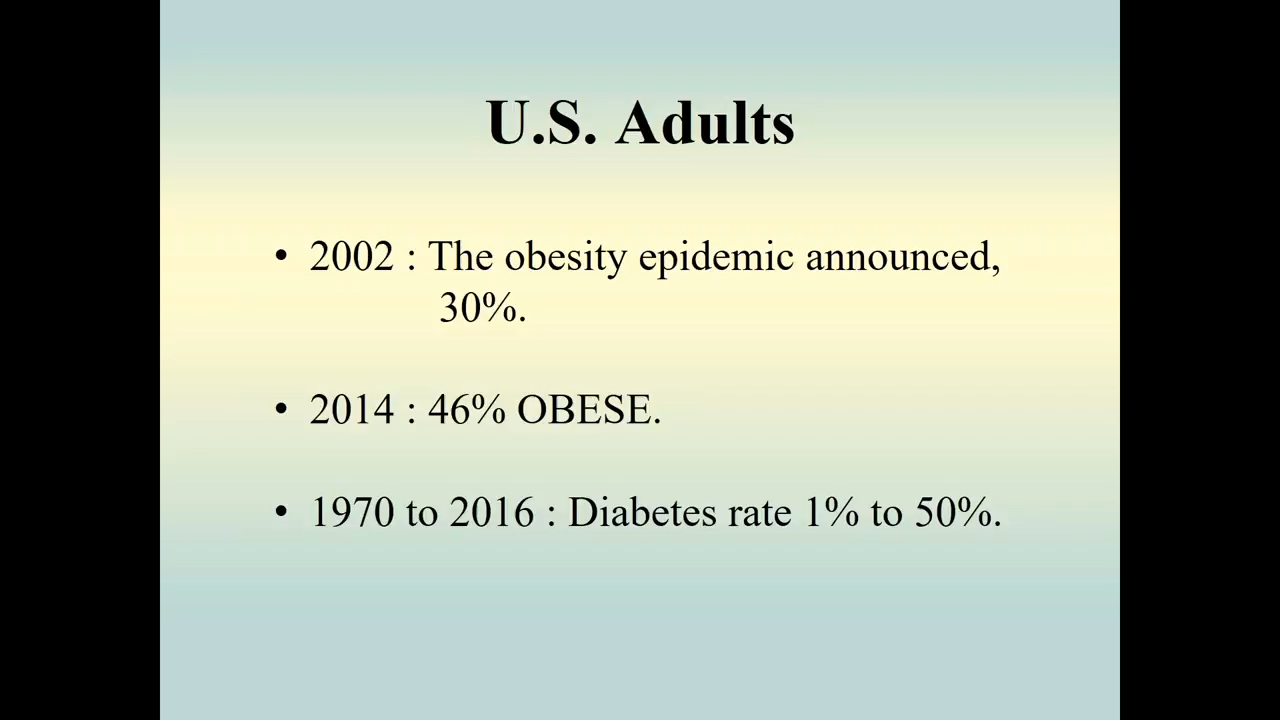 U.S. Adults
• 2002 : The obesity epidemic announced,
30%.
• 2014 : 46% OBESE.
• 1970 to 2016 : Diabetes rate 1% to 50%.